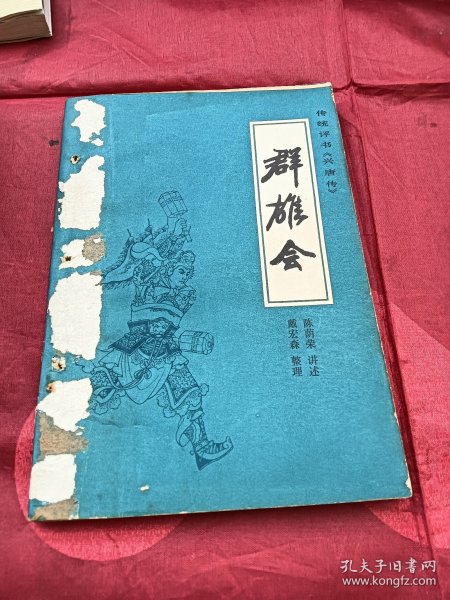 传统评书《兴唐传》
群雄会
陈荫荣 讲述
戴宏森 整理
孔夫子旧书网
www.kongfz.com